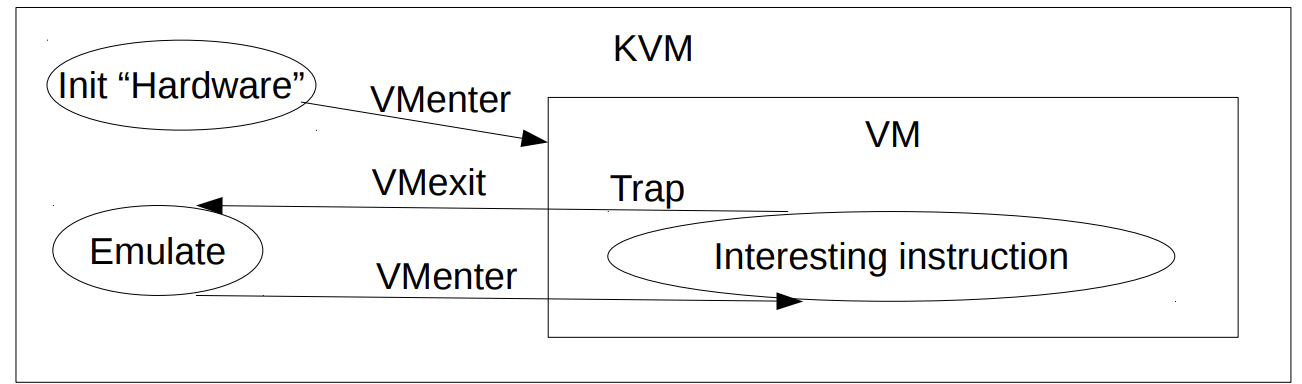 KVM
Init “Hardware”
VMenter
VM
VMexit
Trap
Emulate
Interesting instruction
VMenter